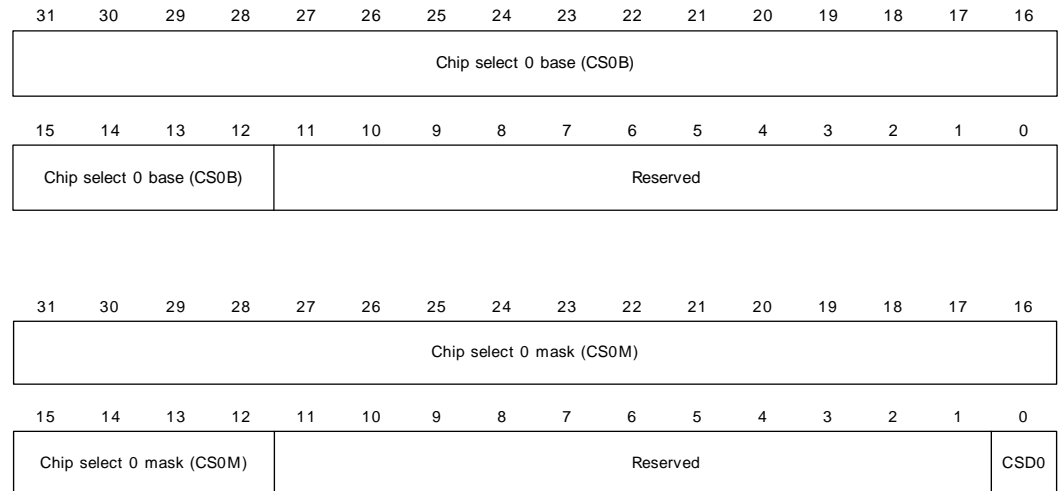 31 30 29 28 27 26 25 24 23 22 21 20 19 18 17 16
Chip select 0 base (CS0B)
15 14 13 12 11 10 9 8 7 6 5 4 3 2 1 0
Chip select 0 base (CS0B) Reserved
31 30 29 28 27 26 25 24 23 22 21 20 19 18 17 16
Chip select 0 mask (CS0M)
15 14 13 12 11 10 9 8 7 6 5 4 3 2 1 0
Chip select 0 mask (CS0M) Reserved CSD0